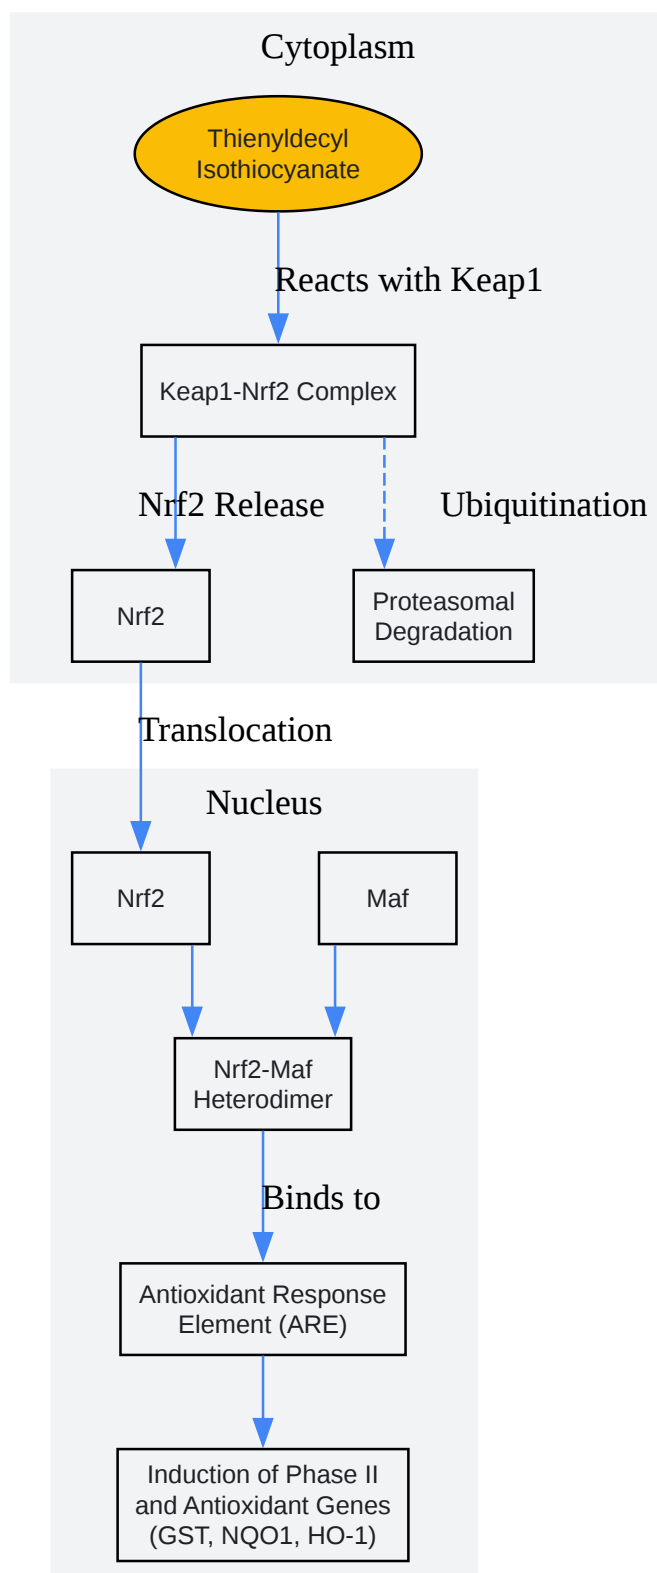 Cytoplasm
Thienyldecyl
Isothiocyanate
Reacts with Keap1
Keap1-Nrf2 Complex
Nrf2 Release
Ubiquitination
Nrf2
Proteasomal
Degradation
Translocation
Nucleus
Nrf2
Maf
Nrf2-Maf
Heterodimer
Binds to
Antioxidant Response
Element (ARE)
Induction of Phase II
and Antioxidant Genes
(GST, NQO1, HO-1)